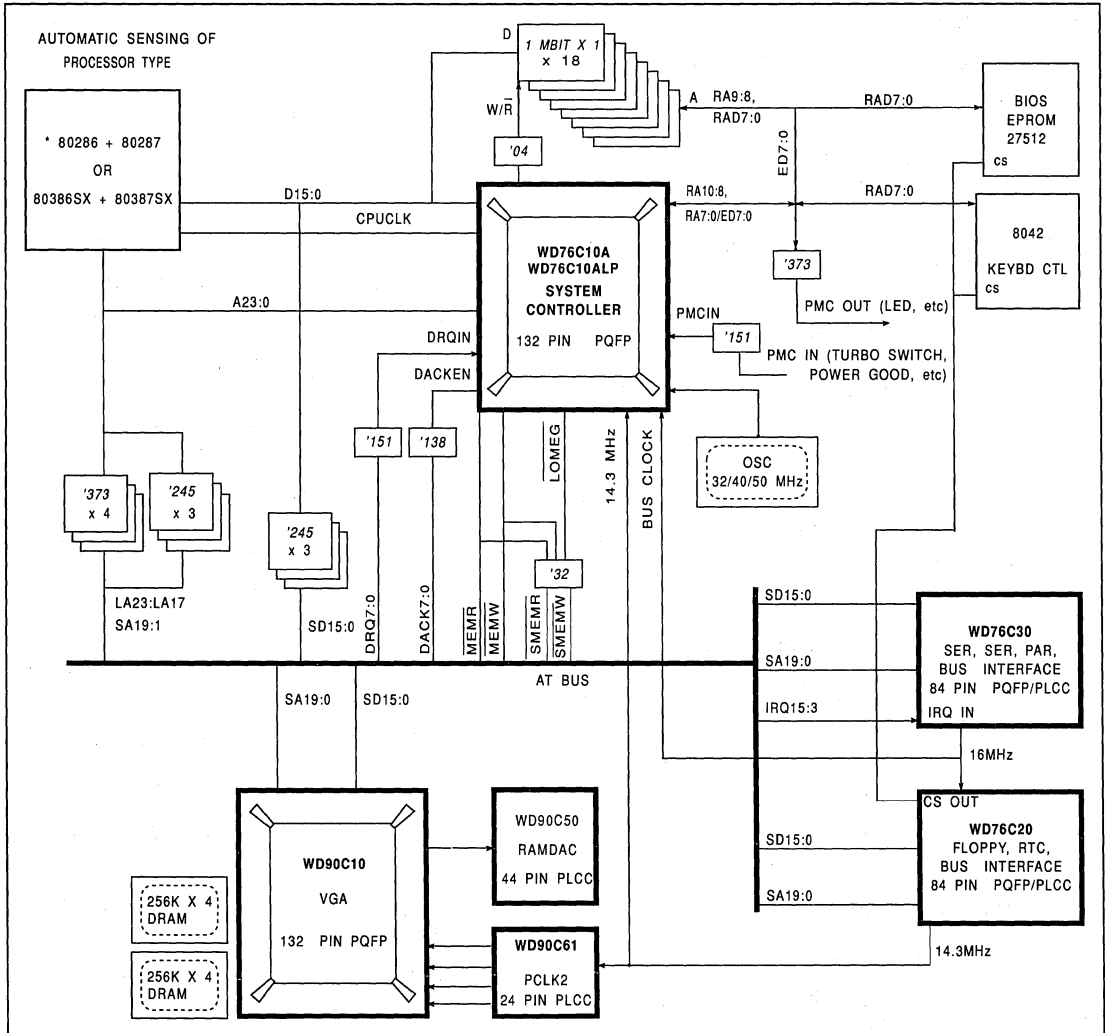 AUTOMATIC SENSING OF
PROCESSOR TYPE
* 80286 + 80287
OR
80386SX + 80387SX
D
1 MBIT X 1
x 18
W/R̅
'04
A
RA9:8,
RAD7:0
RAD7:0
BIOS
EPROM
27512
CS
ED7:0
D15:0
CPUCLK
RA10:8,
RA7:0/ED7:0
RAD7:0
8042
KEYBD CTL
CS
WD76C10A
WD76C10ALP
SYSTEM
CONTROLLER
132 PIN PQFP
'373
PMC OUT (LED, etc)
A23:0
PMCIN
'151
PMC IN (TURBO SWITCH,
POWER GOOD, etc)
DRQIN
DACKEN
'151
'138
L̅O̅M̅E̅G̅
14.3 MHz
BUS CLOCK
OSC
32/40/50 MHz
'373
x 4
'245
x 3
'245
x 3
'32
LA23:LA17
SA19:1
SD15:0
DRQ7:0
DACK7:0
M̅E̅M̅R̅
M̅E̅M̅W̅
S̅M̅E̅M̅R̅
S̅M̅E̅M̅W̅
AT BUS
SD15:0
SA19:0
IRQ15:3
WD76C30
SER, SER, PAR,
BUS INTERFACE
84 PIN PQFP/PLCC
IRQ IN
16MHz
SA19:0
SD15:0
CS OUT
WD76C20
FLOPPY, RTC,
BUS INTERFACE
84 PIN PQFP/PLCC
SD15:0
SA19:0
14.3MHz
WD90C10
VGA
132 PIN PQFP
WD90C50
RAMDAC
44 PIN PLCC
256K X 4
DRAM
256K X 4
DRAM
WD90C61
PCLK2
24 PIN PLCC